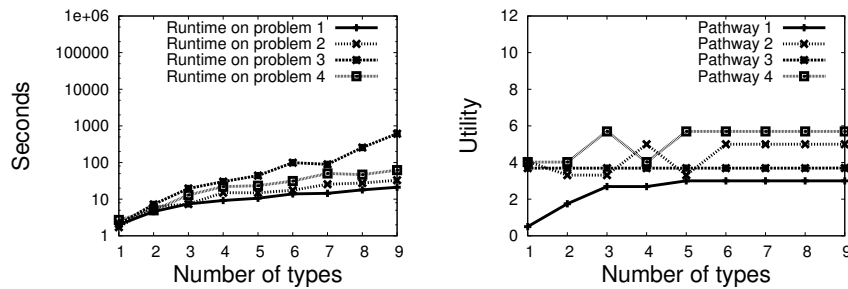 1e+06
100000
10000
1000
100
10
1
Seconds
1 2 3 4 5 6 7 8 9
Number of types
Runtime on problem 1
Runtime on problem 2
Runtime on problem 3
Runtime on problem 4
12
10
8
6
4
2
0
Utility
1 2 3 4 5 6 7 8 9
Number of types
Pathway 1
Pathway 2
Pathway 3
Pathway 4